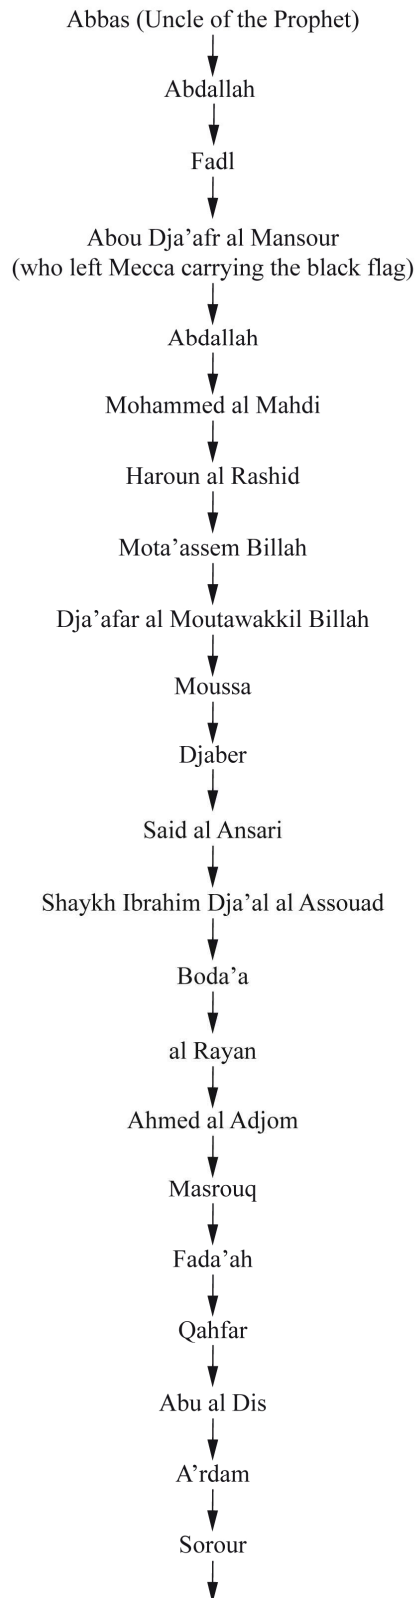 Abbas (Uncle of the Prophet)
Abdallah
Fadl
Abou Dja’afr al Mansour
(who left Mecca carrying the black flag)
Abdallah
Mohammed al Mahdi
Haroun al Rashid
Mota’assem Billah
Dja’afar al Moutawakkil Billah
Moussa
Djaber
Said al Ansari
Shaykh Ibrahim Dja’al al Assouad
Boda’a
al Rayan
Ahmed al Adjom
Masrouq
Fada’ah
Qahfar
Abu al Dis
A’rdam
Sorour